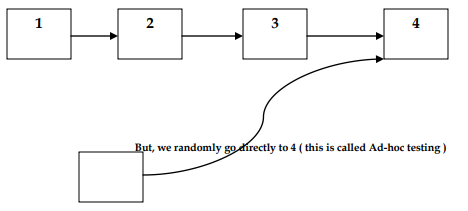 1 2 3 4
But, we randomly go directly to 4 ( this is called Ad-hoc testing )